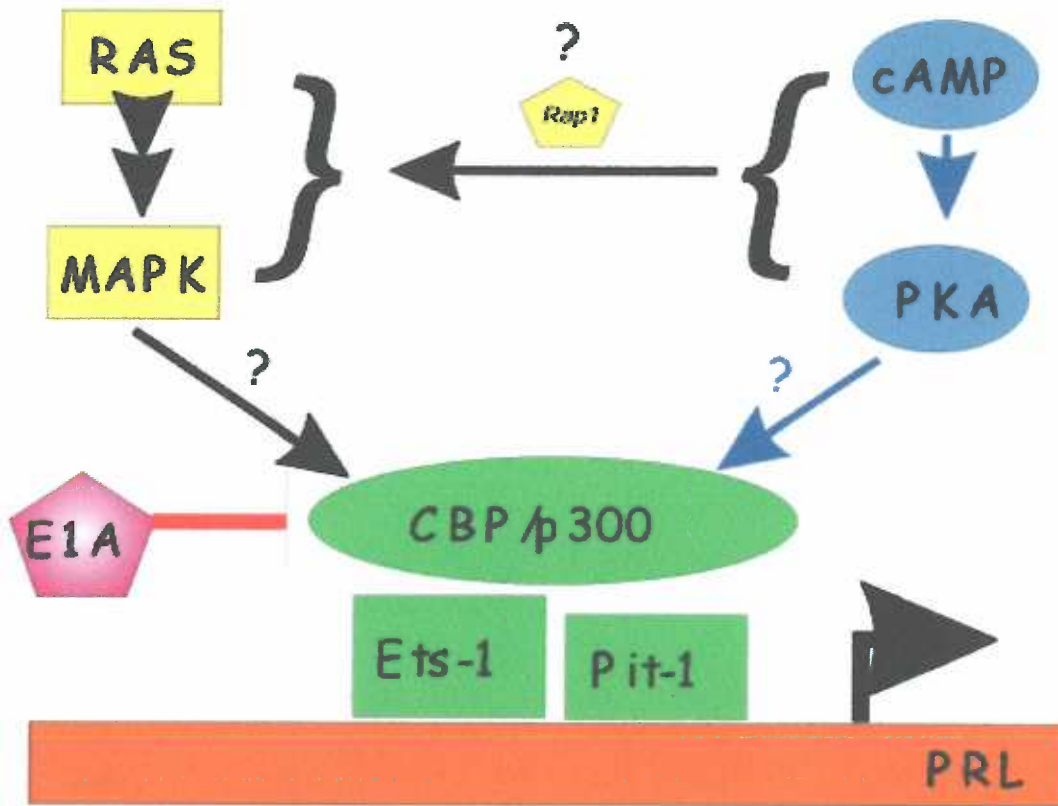 RAS
?
Rap1
cAMP
MAPK
PKA
?
?
E1A
CBP/p300
Ets-1
Pit-1
PRL